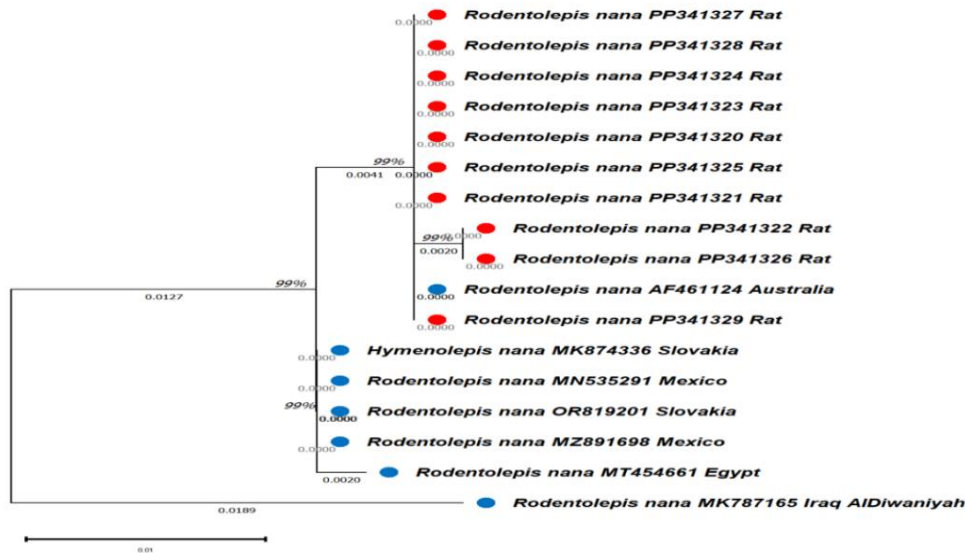 Rodentolepis nana PP341327 Rat
0.0000
Rodentolepis nana PP341328 Rat
0.0000
Rodentolepis nana PP341324 Rat
0.0000
Rodentolepis nana PP341323 Rat
0.0000
Rodentolepis nana PP341320 Rat
0.0000
99%
Rodentolepis nana PP341325 Rat
0.0041 0.0000
Rodentolepis nana PP341321 Rat
0.0000
Rodentolepis nana PP341322 Rat
0.0000
99%
0.0020
Rodentolepis nana PP341326 Rat
0.0000
99%
Rodentolepis nana AF461124 Australia
0.0127
0.0000
Rodentolepis nana PP341329 Rat
0.0000
Hymenolepis nana MK874336 Slovakia
0.0000
Rodentolepis nana MN535291 Mexico
0.0000
99%
Rodentolepis nana OR819201 Slovakia
0.0000
Rodentolepis nana MZ891698 Mexico
0.0000
Rodentolepis nana MT454661 Egypt
0.0020
Rodentolepis nana MK787165 Iraq AlDiwaniyah
0.0189
0.01